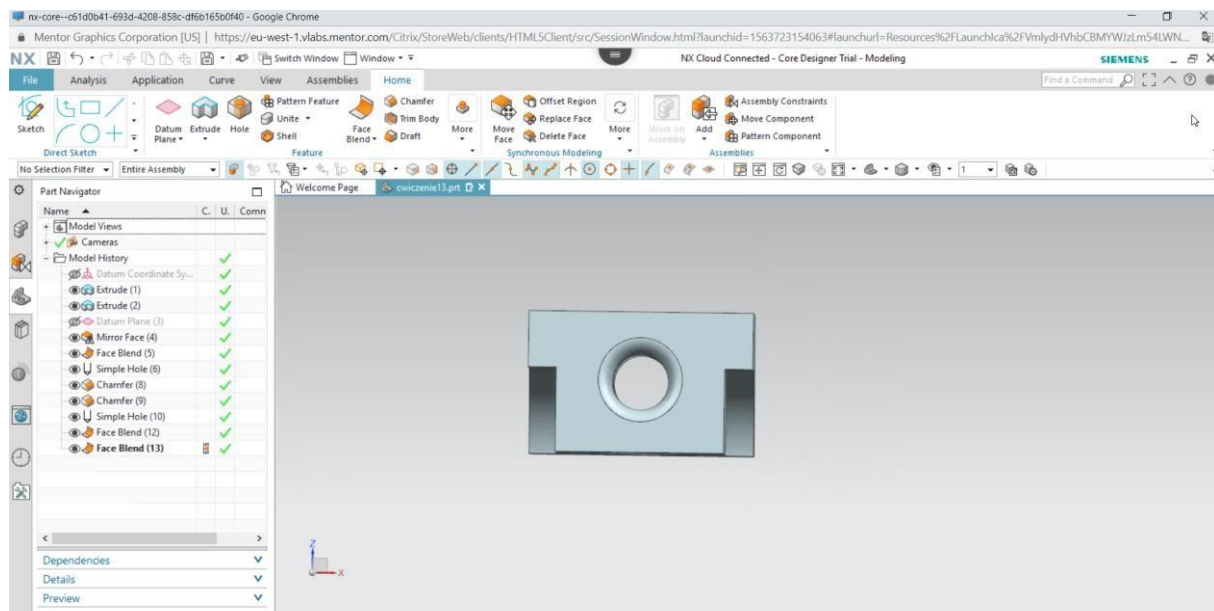 nx-core--c61d0b41-693d-4208-858c-df6b165b0f40 - Google Chrome
Mentor Graphics Corporation [US] | https://eu-west-1.vlabs.mentor.com/Citrix/StoreWeb/clients/HTML5Client/src/SessionWindow.html?launchid=1563723154063#launchurl=Resources%2FLaunchIca%2FVmlydHVhbCBMYWJzLm54LWN...
NX Switch Window Window NX Cloud Connected - Core Designer Trial - Modeling SIEMENS
File Analysis Application Curve View Assemblies Home Find a Command
Sketch Datum Plane Extrude Hole Pattern Feature Unite Shell Face Blend Chamfer Trim Body Draft More Move Face Offset Region Replace Face Delete Face More Work on Assembly Add Assembly Constraints Move Component Pattern Component
Direct Sketch Feature Synchronous Modeling Assemblies
No Selection Filter Entire Assembly 1
Part Navigator Welcome Page cwiczenie13.prt
Name C. U. Comn
Model Views
Cameras
Model History
Datum Coordinate Sy...
Extrude (1)
Extrude (2)
Datum Plane (3)
Mirror Face (4)
Face Blend (5)
Simple Hole (6)
Chamfer (8)
Chamfer (9)
Simple Hole (10)
Face Blend (12)
Face Blend (13)
Z
X
Dependencies
Details
Preview